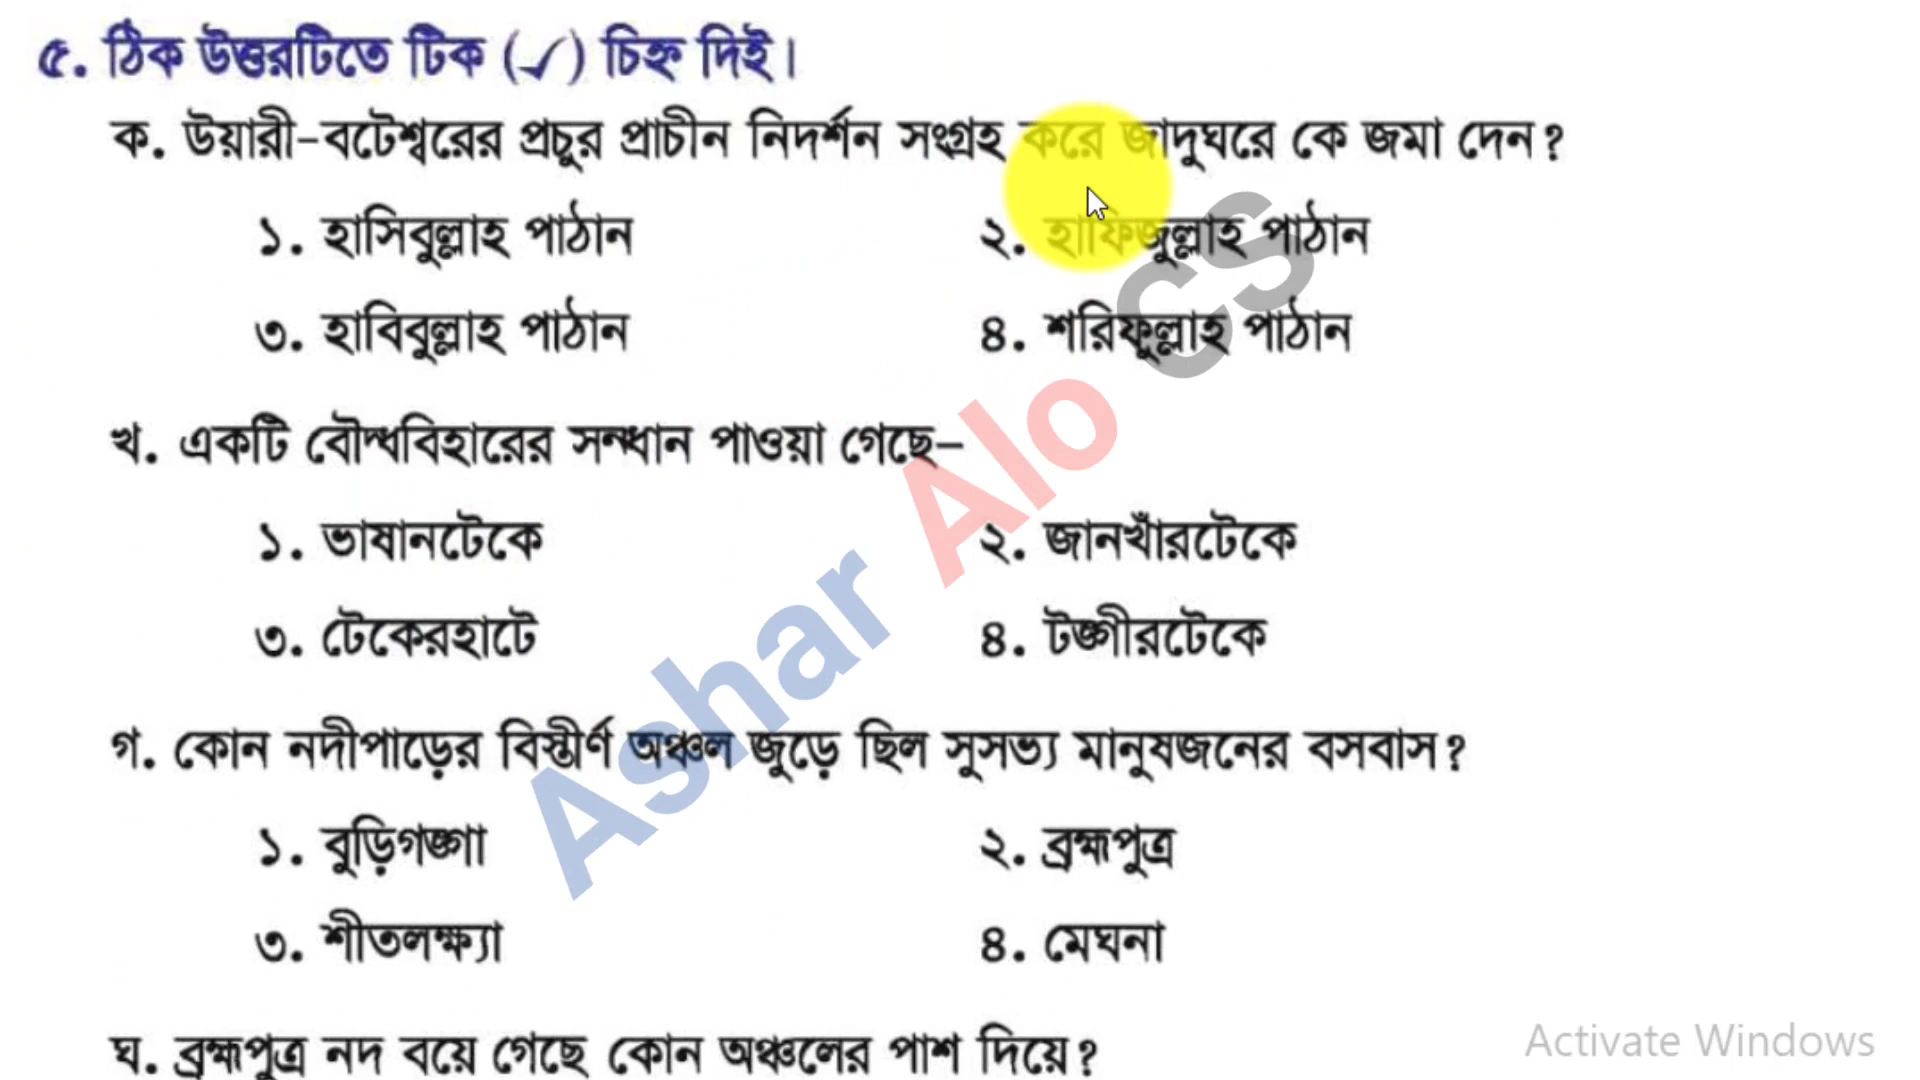 ৫. ঠিক উত্তরটিতে টিক (✓) চিহ্ন দিই।
ক. উয়ারী-বটেশ্বরের প্রচুর প্রাচীন নিদর্শন সংগ্রহ করে জাদুঘরে কে জমা দেন?
১. হাসিবুল্লাহ পাঠান ২. হাফিজুল্লাহ পাঠান
৩. হাবিবুল্লাহ পাঠান ৪. শরিফুল্লাহ পাঠান
খ. একটি বৌদ্ধবিহারের সন্ধান পাওয়া গেছে–
১. ভাষানটেকে ২. জানখাঁরটেকে
৩. টেকেরহাটে ৪. টঙ্গীরটেকে
গ. কোন নদীপাড়ের বিস্তীর্ণ অঞ্চল জুড়ে ছিল সুসভ্য মানুষজনের বসবাস?
১. বুড়িগঙ্গা ২. ব্রহ্মপুত্র
৩. শীতলক্ষ্যা ৪. মেঘনা
ঘ. ব্রহ্মপুত্র নদ বয়ে গেছে কোন অঞ্চলের পাশ দিয়ে?
Ashar Alo CS
Activate Windows